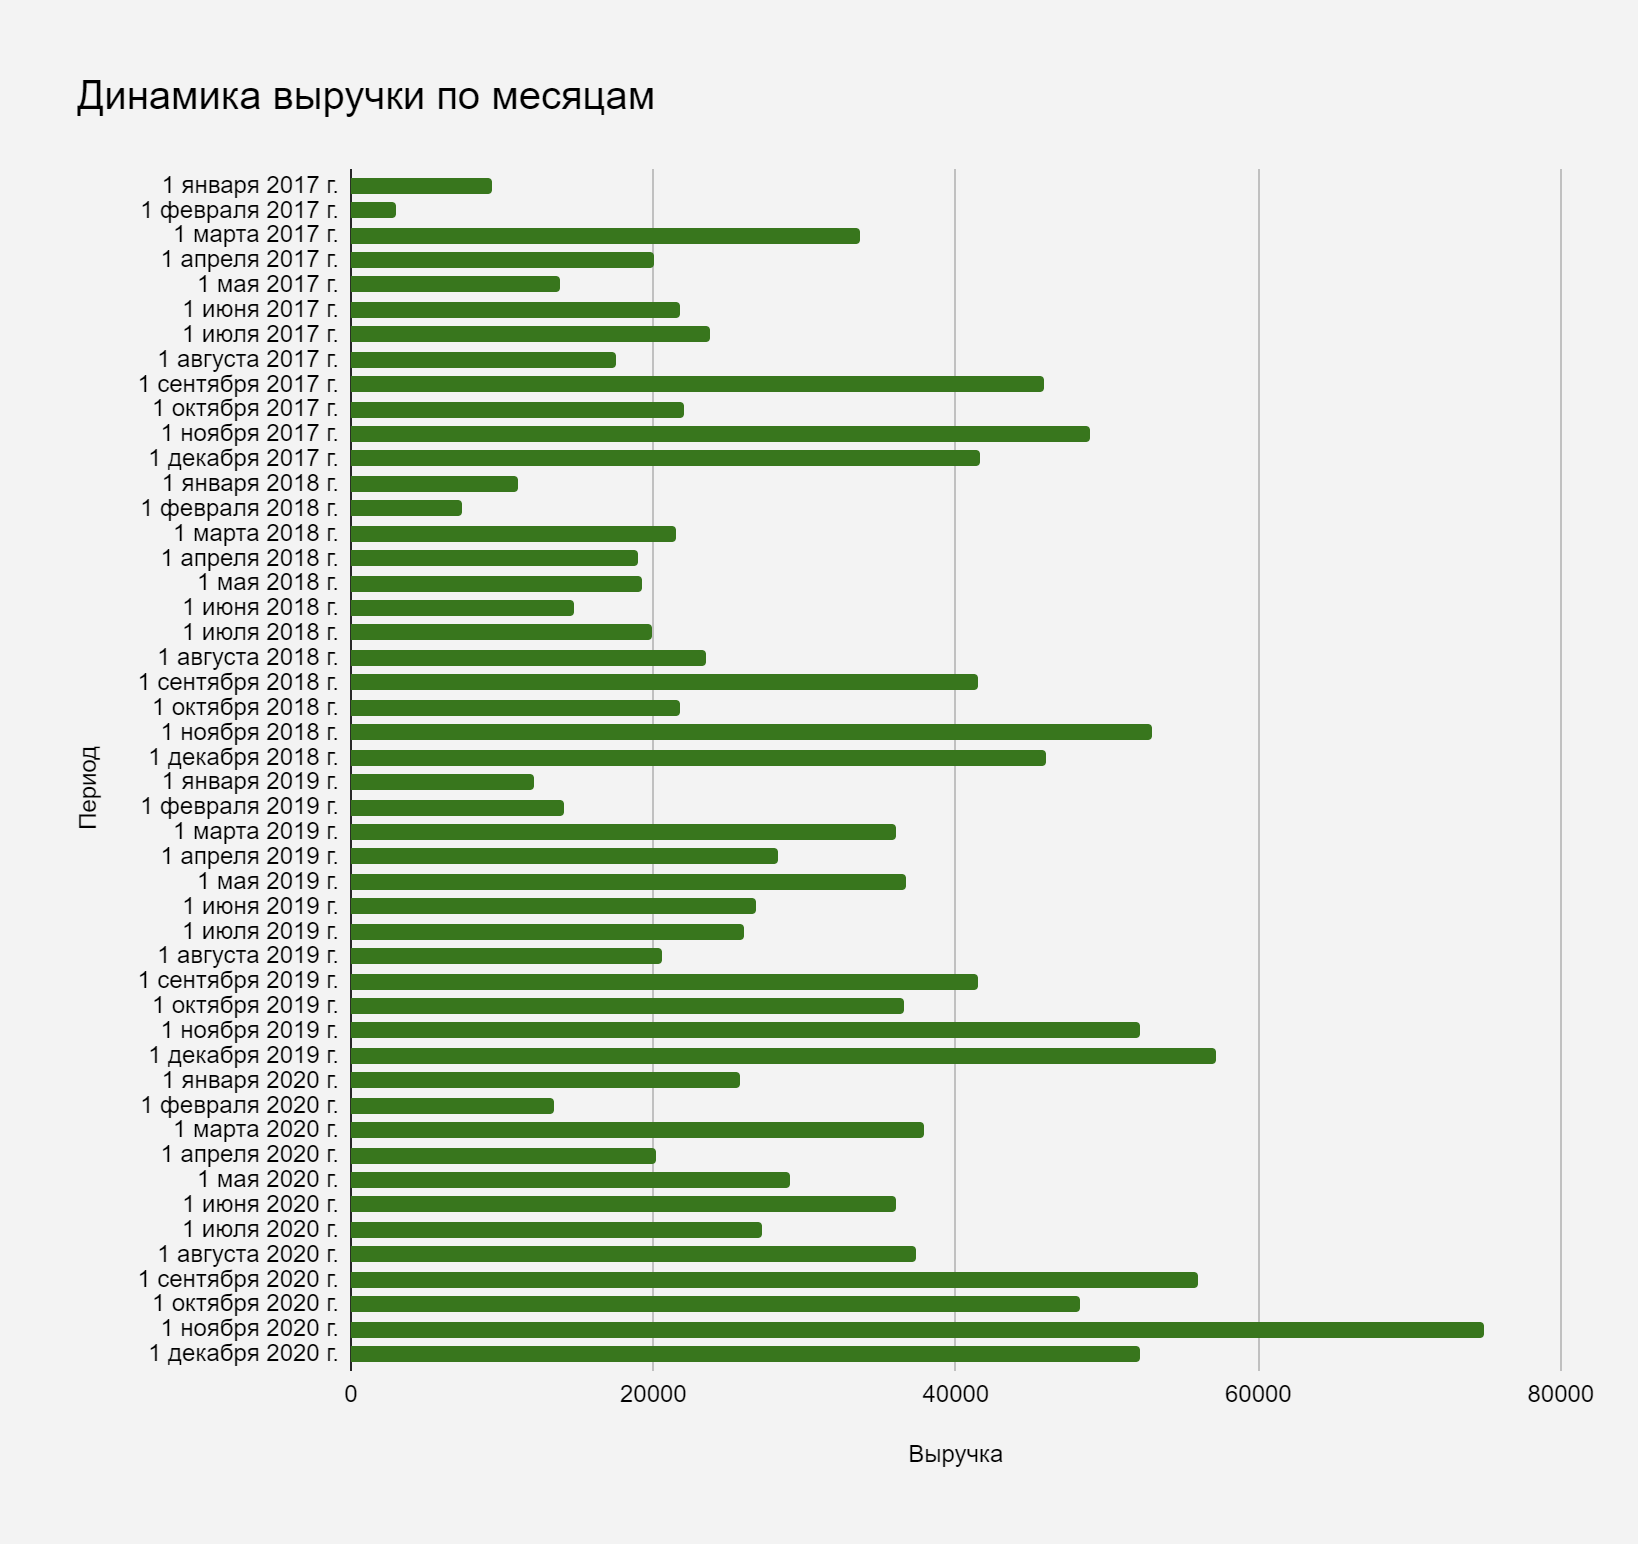 Динамика выручки по месяцам
1 января 2017 г.
1 февраля 2017 г.
1 марта 2017 г.
1 апреля 2017 г.
1 мая 2017 г.
1 июня 2017 г.
1 июля 2017 г.
1 августа 2017 г.
1 сентября 2017 г.
1 октября 2017 г.
1 ноября 2017 г.
1 декабря 2017 г.
1 января 2018 г.
1 февраля 2018 г.
1 марта 2018 г.
1 апреля 2018 г.
1 мая 2018 г.
1 июня 2018 г.
1 июля 2018 г.
1 августа 2018 г.
1 сентября 2018 г.
1 октября 2018 г.
1 ноября 2018 г.
1 декабря 2018 г.
1 января 2019 г.
1 февраля 2019 г.
1 марта 2019 г.
1 апреля 2019 г.
1 мая 2019 г.
1 июня 2019 г.
1 июля 2019 г.
1 августа 2019 г.
1 сентября 2019 г.
1 октября 2019 г.
1 ноября 2019 г.
1 декабря 2019 г.
1 января 2020 г.
1 февраля 2020 г.
1 марта 2020 г.
1 апреля 2020 г.
1 мая 2020 г.
1 июня 2020 г.
1 июля 2020 г.
1 августа 2020 г.
1 сентября 2020 г.
1 октября 2020 г.
1 ноября 2020 г.
1 декабря 2020 г.
Период
0 20000 40000 60000 80000
Выручка